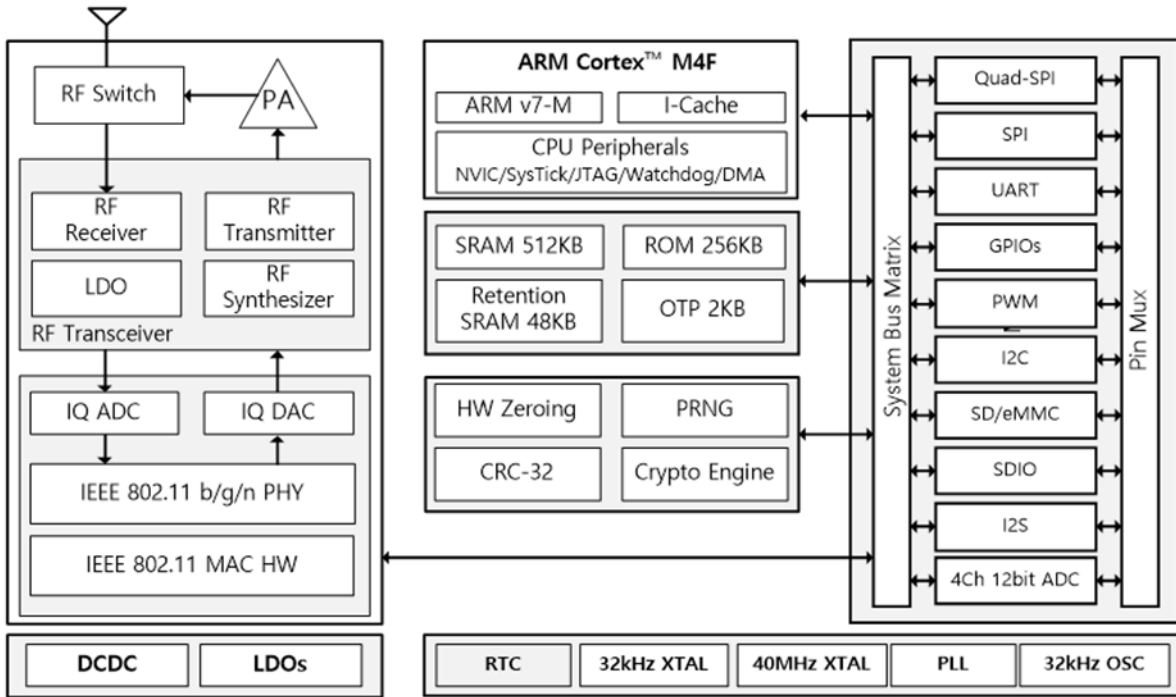 RF Switch
PA
RF
Receiver
RF
Transmitter
LDO
RF
Synthesizer
RF Transceiver
IQ ADC
IQ DAC
IEEE 802.11 b/g/n PHY
IEEE 802.11 MAC HW
DCDC
LDOs
ARM Cortex™ M4F
ARM v7-M
I-Cache
CPU Peripherals
NVIC/SysTick/JTAG/Watchdog/DMA
SRAM 512KB
ROM 256KB
Retention
SRAM 48KB
OTP 2KB
HW Zeroing
PRNG
CRC-32
Crypto Engine
RTC
32kHz XTAL
40MHz XTAL
PLL
32kHz OSC
System Bus Matrix
Quad-SPI
SPI
UART
GPIOs
PWM
I2C
SD/eMMC
SDIO
I2S
4Ch 12bit ADC
Pin Mux